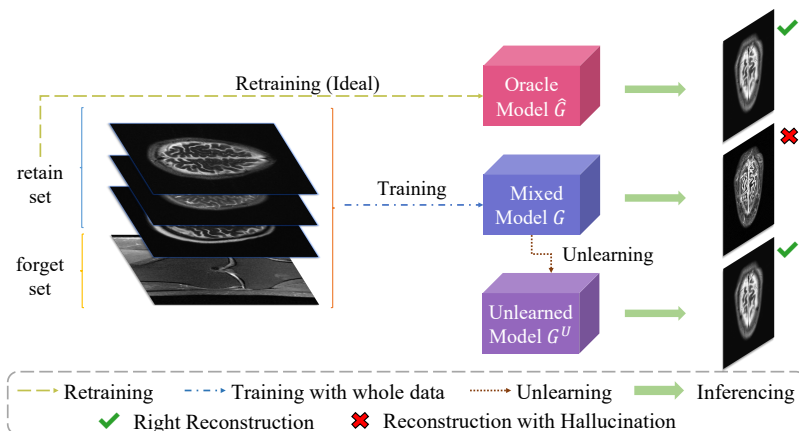 Retraining (Ideal)
Oracle
Model Ĝ
retain
set
Training
Mixed
Model G
Unlearning
forget
set
Unlearned
Model G^U
Retraining
Training with whole data
Unlearning
Inferencing
Right Reconstruction
Reconstruction with Hallucination